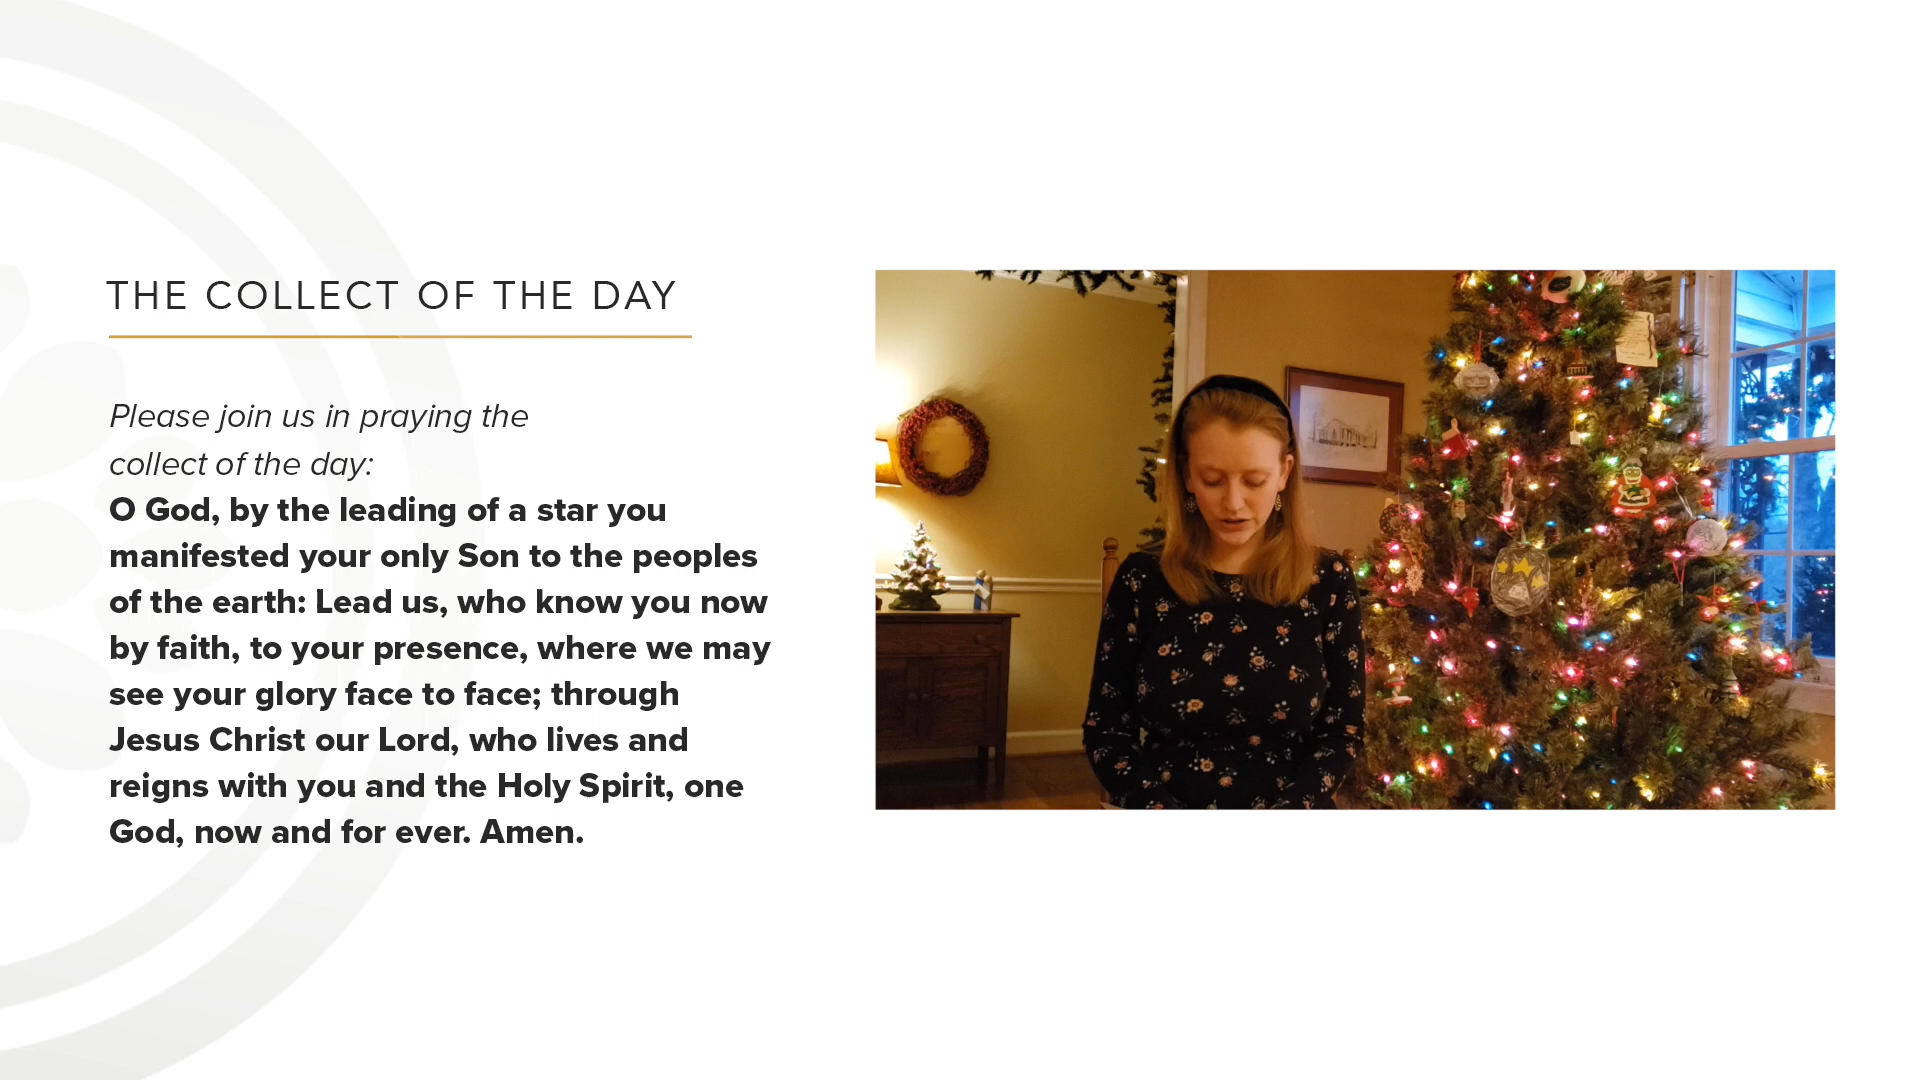 THE COLLECT OF THE DAY
Please join us in praying the
collect of the day:
O God, by the leading of a star you
manifested your only Son to the peoples
of the earth: Lead us, who know you now
by faith, to your presence, where we may
see your glory face to face; through
Jesus Christ our Lord, who lives and
reigns with you and the Holy Spirit, one
God, now and for ever. Amen.